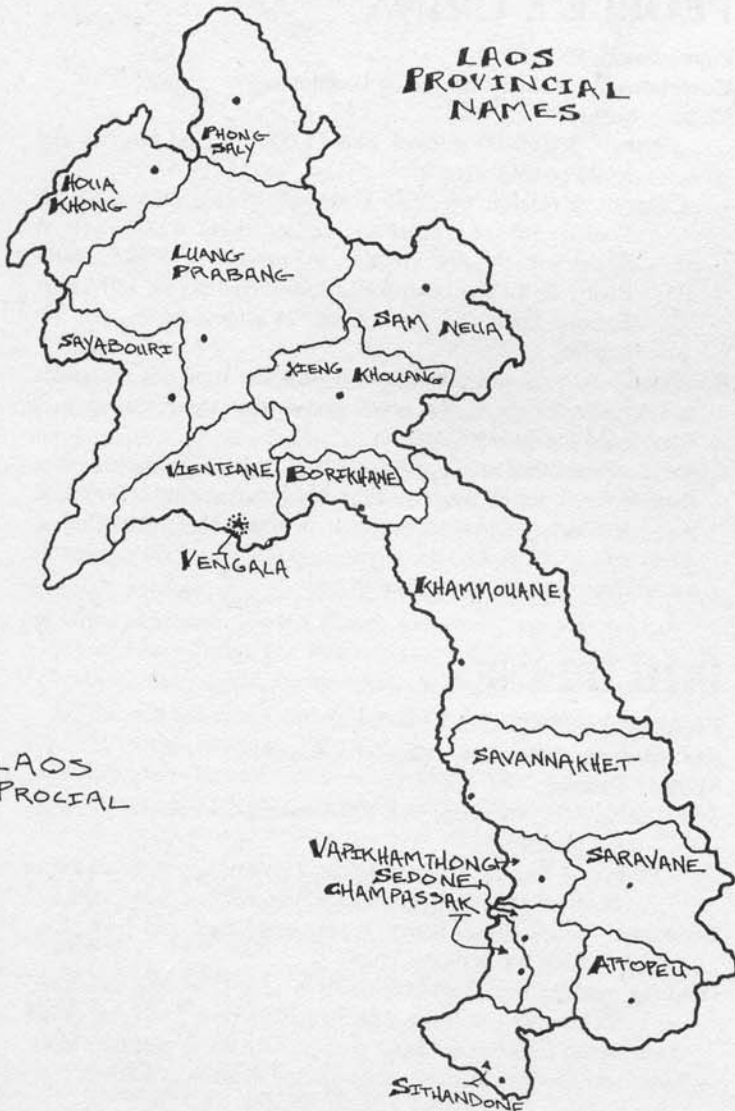 LAOS
PROVINCIAL
NAMES
PHONG
SALY
HOUA
KHONG
LUANG
PRABANG
SAM NEUA
SAYABOURI
XIENG KHOUANG
VIENTIANE
BORIKHANE
VENGALA
KHAMMOUANE
LAOS
PROCIAL
SAVANNAKHET
VAPIKHAMTHONG
SEDONE
CHAMPASSAK
SARAVANE
ATTOPEU
SITHANDONE